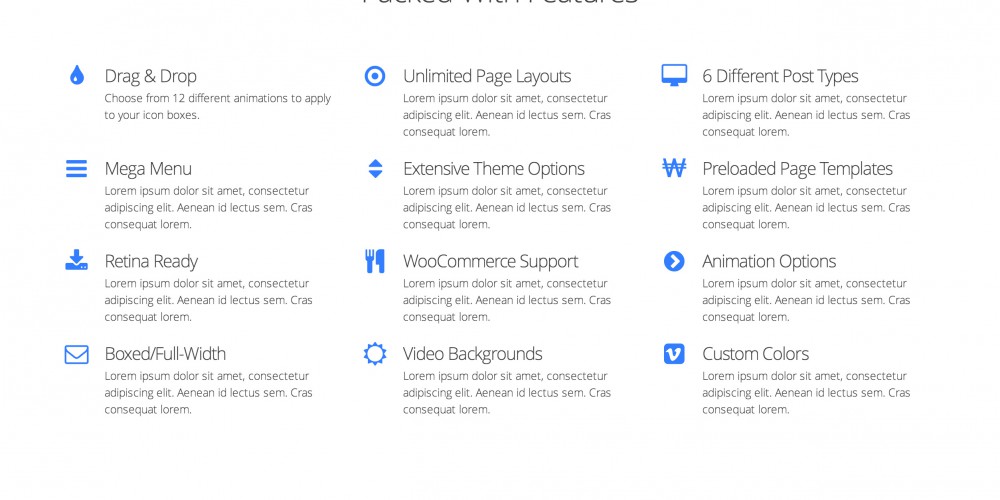 Packed With Features
Drag & Drop
Choose from 12 different animations to apply
to your icon boxes.
Unlimited Page Layouts
Lorem ipsum dolor sit amet, consectetur
adipiscing elit. Aenean id lectus sem. Cras
consequat lorem.
6 Different Post Types
Lorem ipsum dolor sit amet, consectetur
adipiscing elit. Aenean id lectus sem. Cras
consequat lorem.
Mega Menu
Lorem ipsum dolor sit amet, consectetur
adipiscing elit. Aenean id lectus sem. Cras
consequat lorem.
Extensive Theme Options
Lorem ipsum dolor sit amet, consectetur
adipiscing elit. Aenean id lectus sem. Cras
consequat lorem.
Preloaded Page Templates
Lorem ipsum dolor sit amet, consectetur
adipiscing elit. Aenean id lectus sem. Cras
consequat lorem.
Retina Ready
Lorem ipsum dolor sit amet, consectetur
adipiscing elit. Aenean id lectus sem. Cras
consequat lorem.
WooCommerce Support
Lorem ipsum dolor sit amet, consectetur
adipiscing elit. Aenean id lectus sem. Cras
consequat lorem.
Animation Options
Lorem ipsum dolor sit amet, consectetur
adipiscing elit. Aenean id lectus sem. Cras
consequat lorem.
Boxed/Full-Width
Lorem ipsum dolor sit amet, consectetur
adipiscing elit. Aenean id lectus sem. Cras
consequat lorem.
Video Backgrounds
Lorem ipsum dolor sit amet, consectetur
adipiscing elit. Aenean id lectus sem. Cras
consequat lorem.
Custom Colors
Lorem ipsum dolor sit amet, consectetur
adipiscing elit. Aenean id lectus sem. Cras
consequat lorem.